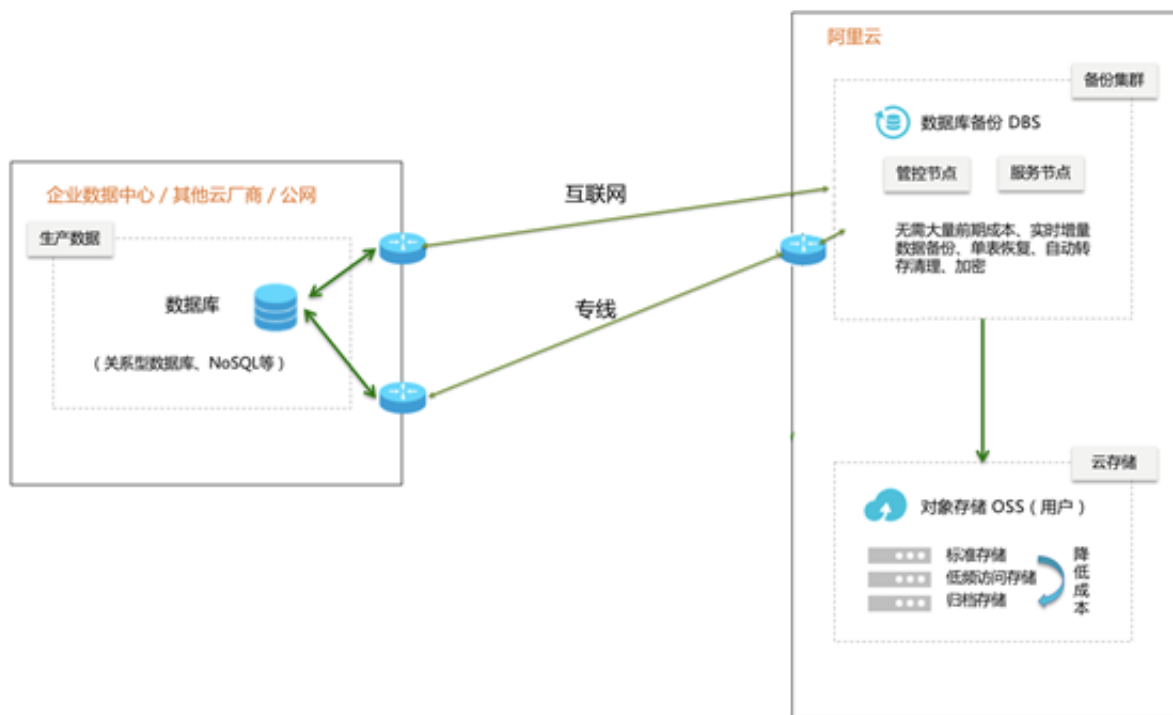 阿里云
备份集群
数据库备份 DBS
管控节点
服务节点
无需大量前期成本、实时增量
数据备份、单表恢复、自动转
存清理、加密
企业数据中心 / 其他云厂商 / 公网
生产数据
数据库
（关系型数据库、NoSQL等）
互联网
专线
云存储
对象存储 OSS（用户）
标准存储
低频访问存储
归档存储
降低成本